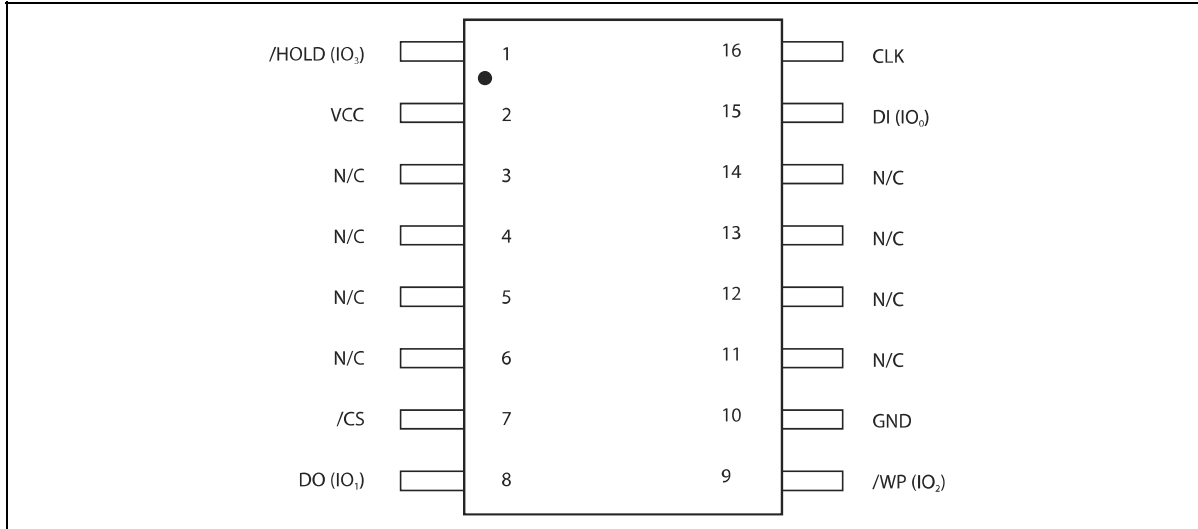 /HOLD (IO₃) 1 16 CLK
VCC 2 15 DI (IO₀)
N/C 3 14 N/C
N/C 4 13 N/C
N/C 5 12 N/C
N/C 6 11 N/C
/CS 7 10 GND
DO (IO₁) 8 9 /WP (IO₂)